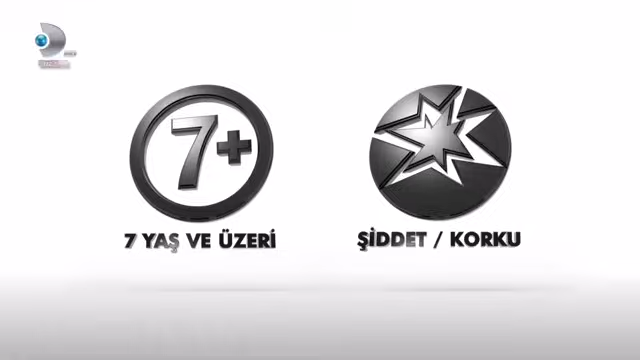 7+
7 YAŞ VE ÜZERİ
ŞİDDET / KORKU